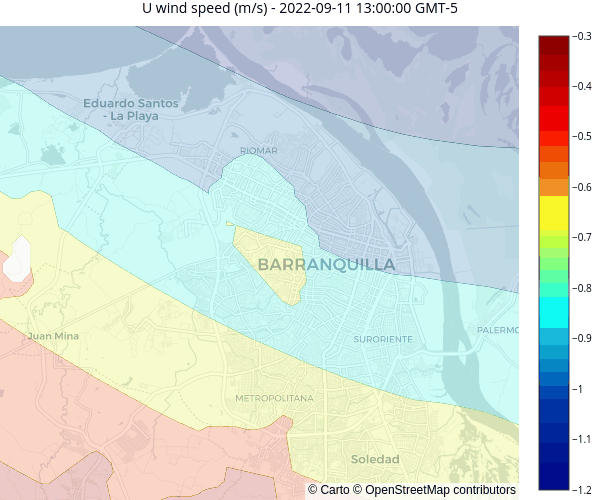 U wind speed (m/s) - 2022-09-11 13:00:00 GMT-5
Eduardo Santos
- La Playa
RIOMAR
BARRANQUILLA
SURORIENTE
PALERMO
Juan Mina
METROPOLITANA
Soledad
© Carto © OpenStreetMap contributors
−0.3
−0.4
−0.5
−0.6
−0.7
−0.8
−0.9
−1
−1.1
−1.2